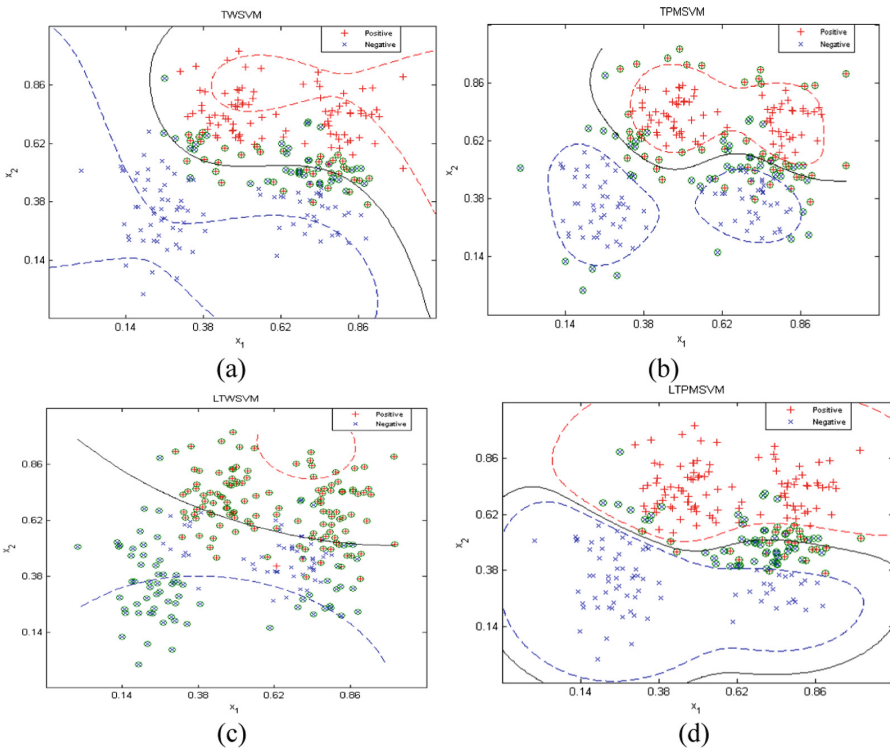 TWSVM
Positive
Negative
0.86
0.62
0.38
0.14
x2
0.14 0.38 0.62 0.86
x1
(a)
TPMSVM
Positive
Negative
0.86
0.62
0.38
0.14
x2
0.14 0.38 0.62 0.86
x1
(b)
LTWSVM
Positive
Negative
0.86
0.62
0.38
0.14
x2
0.14 0.38 0.62 0.86
x1
(c)
LTPMSVM
Positive
Negative
0.86
0.62
0.38
0.14
x2
0.14 0.38 0.62 0.86
x1
(d)